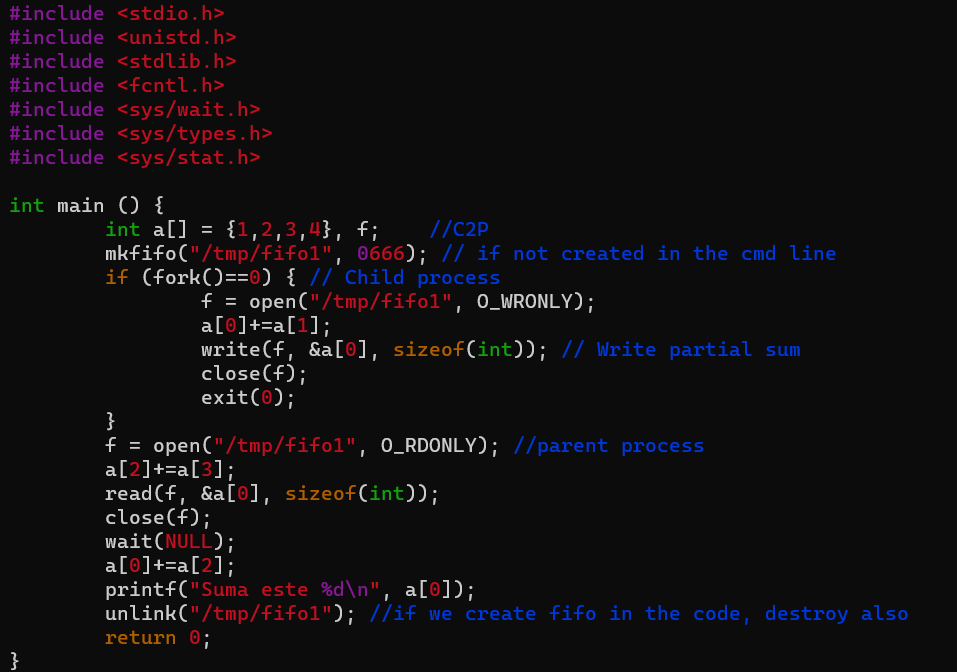 #include <stdio.h>
#include <unistd.h>
#include <stdlib.h>
#include <fcntl.h>
#include <sys/wait.h>
#include <sys/types.h>
#include <sys/stat.h>

int main () {
        int a[] = {1,2,3,4}, f;    //C2P
        mkfifo("/tmp/fifo1", 0666); // if not created in the cmd line
        if (fork()==0) { // Child process
                f = open("/tmp/fifo1", O_WRONLY);
                a[0]+=a[1];
                write(f, &a[0], sizeof(int)); // Write partial sum
                close(f);
                exit(0);
        }
        f = open("/tmp/fifo1", O_RDONLY); //parent process
        a[2]+=a[3];
        read(f, &a[0], sizeof(int));
        close(f);
        wait(NULL);
        a[0]+=a[2];
        printf("Suma este %d\n", a[0]);
        unlink("/tmp/fifo1"); //if we create fifo in the code, destroy also
        return 0;
}